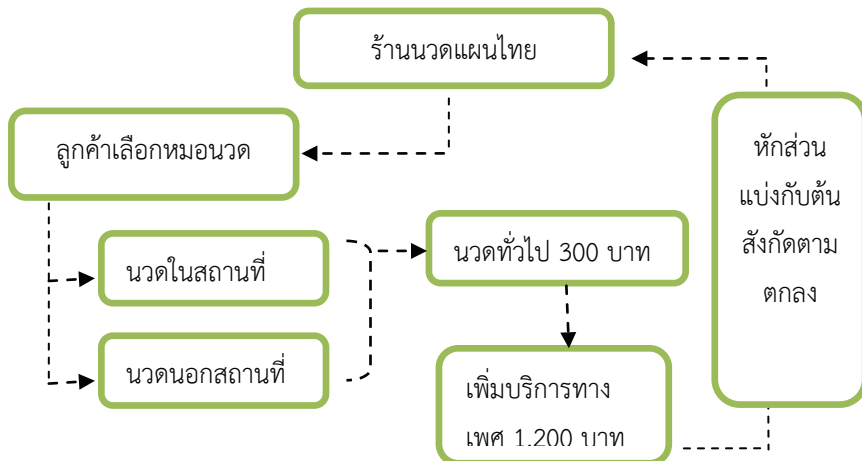 ร้านนวดแผนไทย
ลูกค้าเลือกหมอนวด
นวดในสถานที่
นวดนอกสถานที่
นวดทั่วไป 300 บาท
เพิ่มบริการทาง
เพศ 1,200 บาท
หักส่วน
แบ่งกับต้น
สังกัดตาม
ตกลง